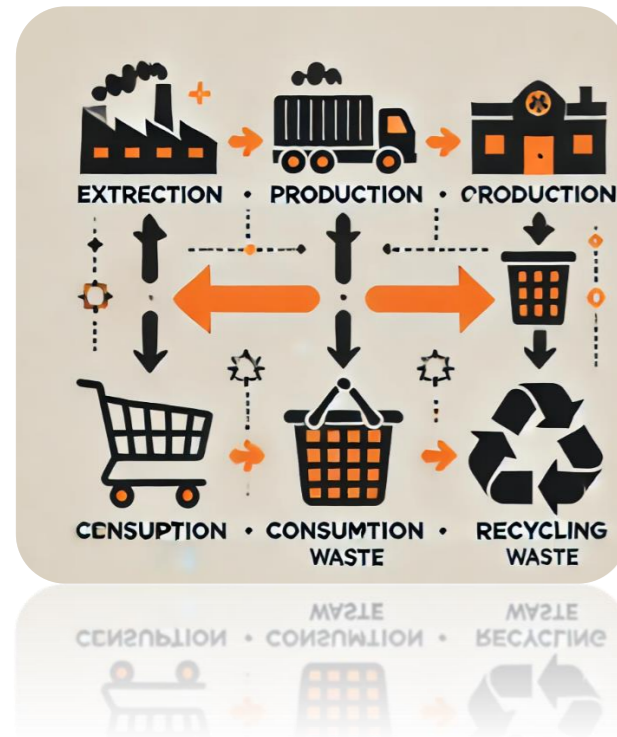 EXTRECTION • PRODUCTION • CRODUCTION
CENSUPTION • CONSUMTION • RECYCLING
WASTE WASTE